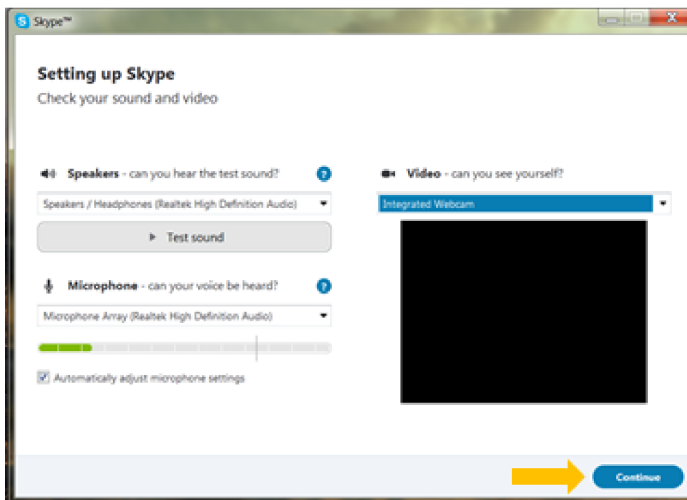 Skype™
Setting up Skype
Check your sound and video
Speakers - can you hear the test sound?
Speakers / Headphones (Realtek High Definition Audio)
Test sound
Microphone - can your voice be heard?
Microphone Array (Realtek High Definition Audio)
Automatically adjust microphone settings
Video - can you see yourself?
Integrated Webcam
Continue